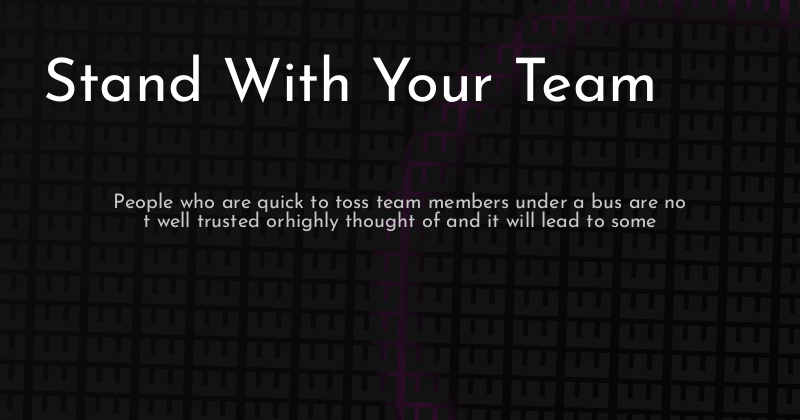 Stand With Your Team
People who are quick to toss team members under a bus are no
t well trusted orhighly thought of and it will lead to some